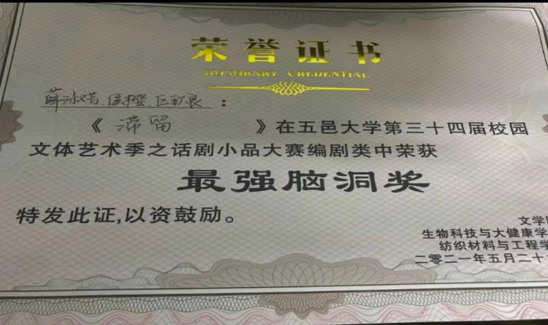 荣誉证书
HONORARY CREDENTIAL
：
《滞留》在五邑大学第三十四届校园
文体艺术季之话剧小品大赛编剧类中荣获
最强脑洞奖
特发此证，以资鼓励。
文学
生物科技与大健康学
纺织材料与工程学
二〇二一年五月二十